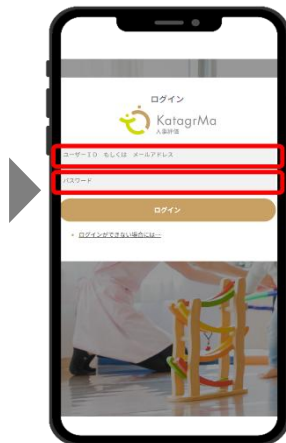 ログイン
KatagrMa
人事評価
ユーザーID もしくは メールアドレス
パスワード
ログイン
ログインができない場合には…